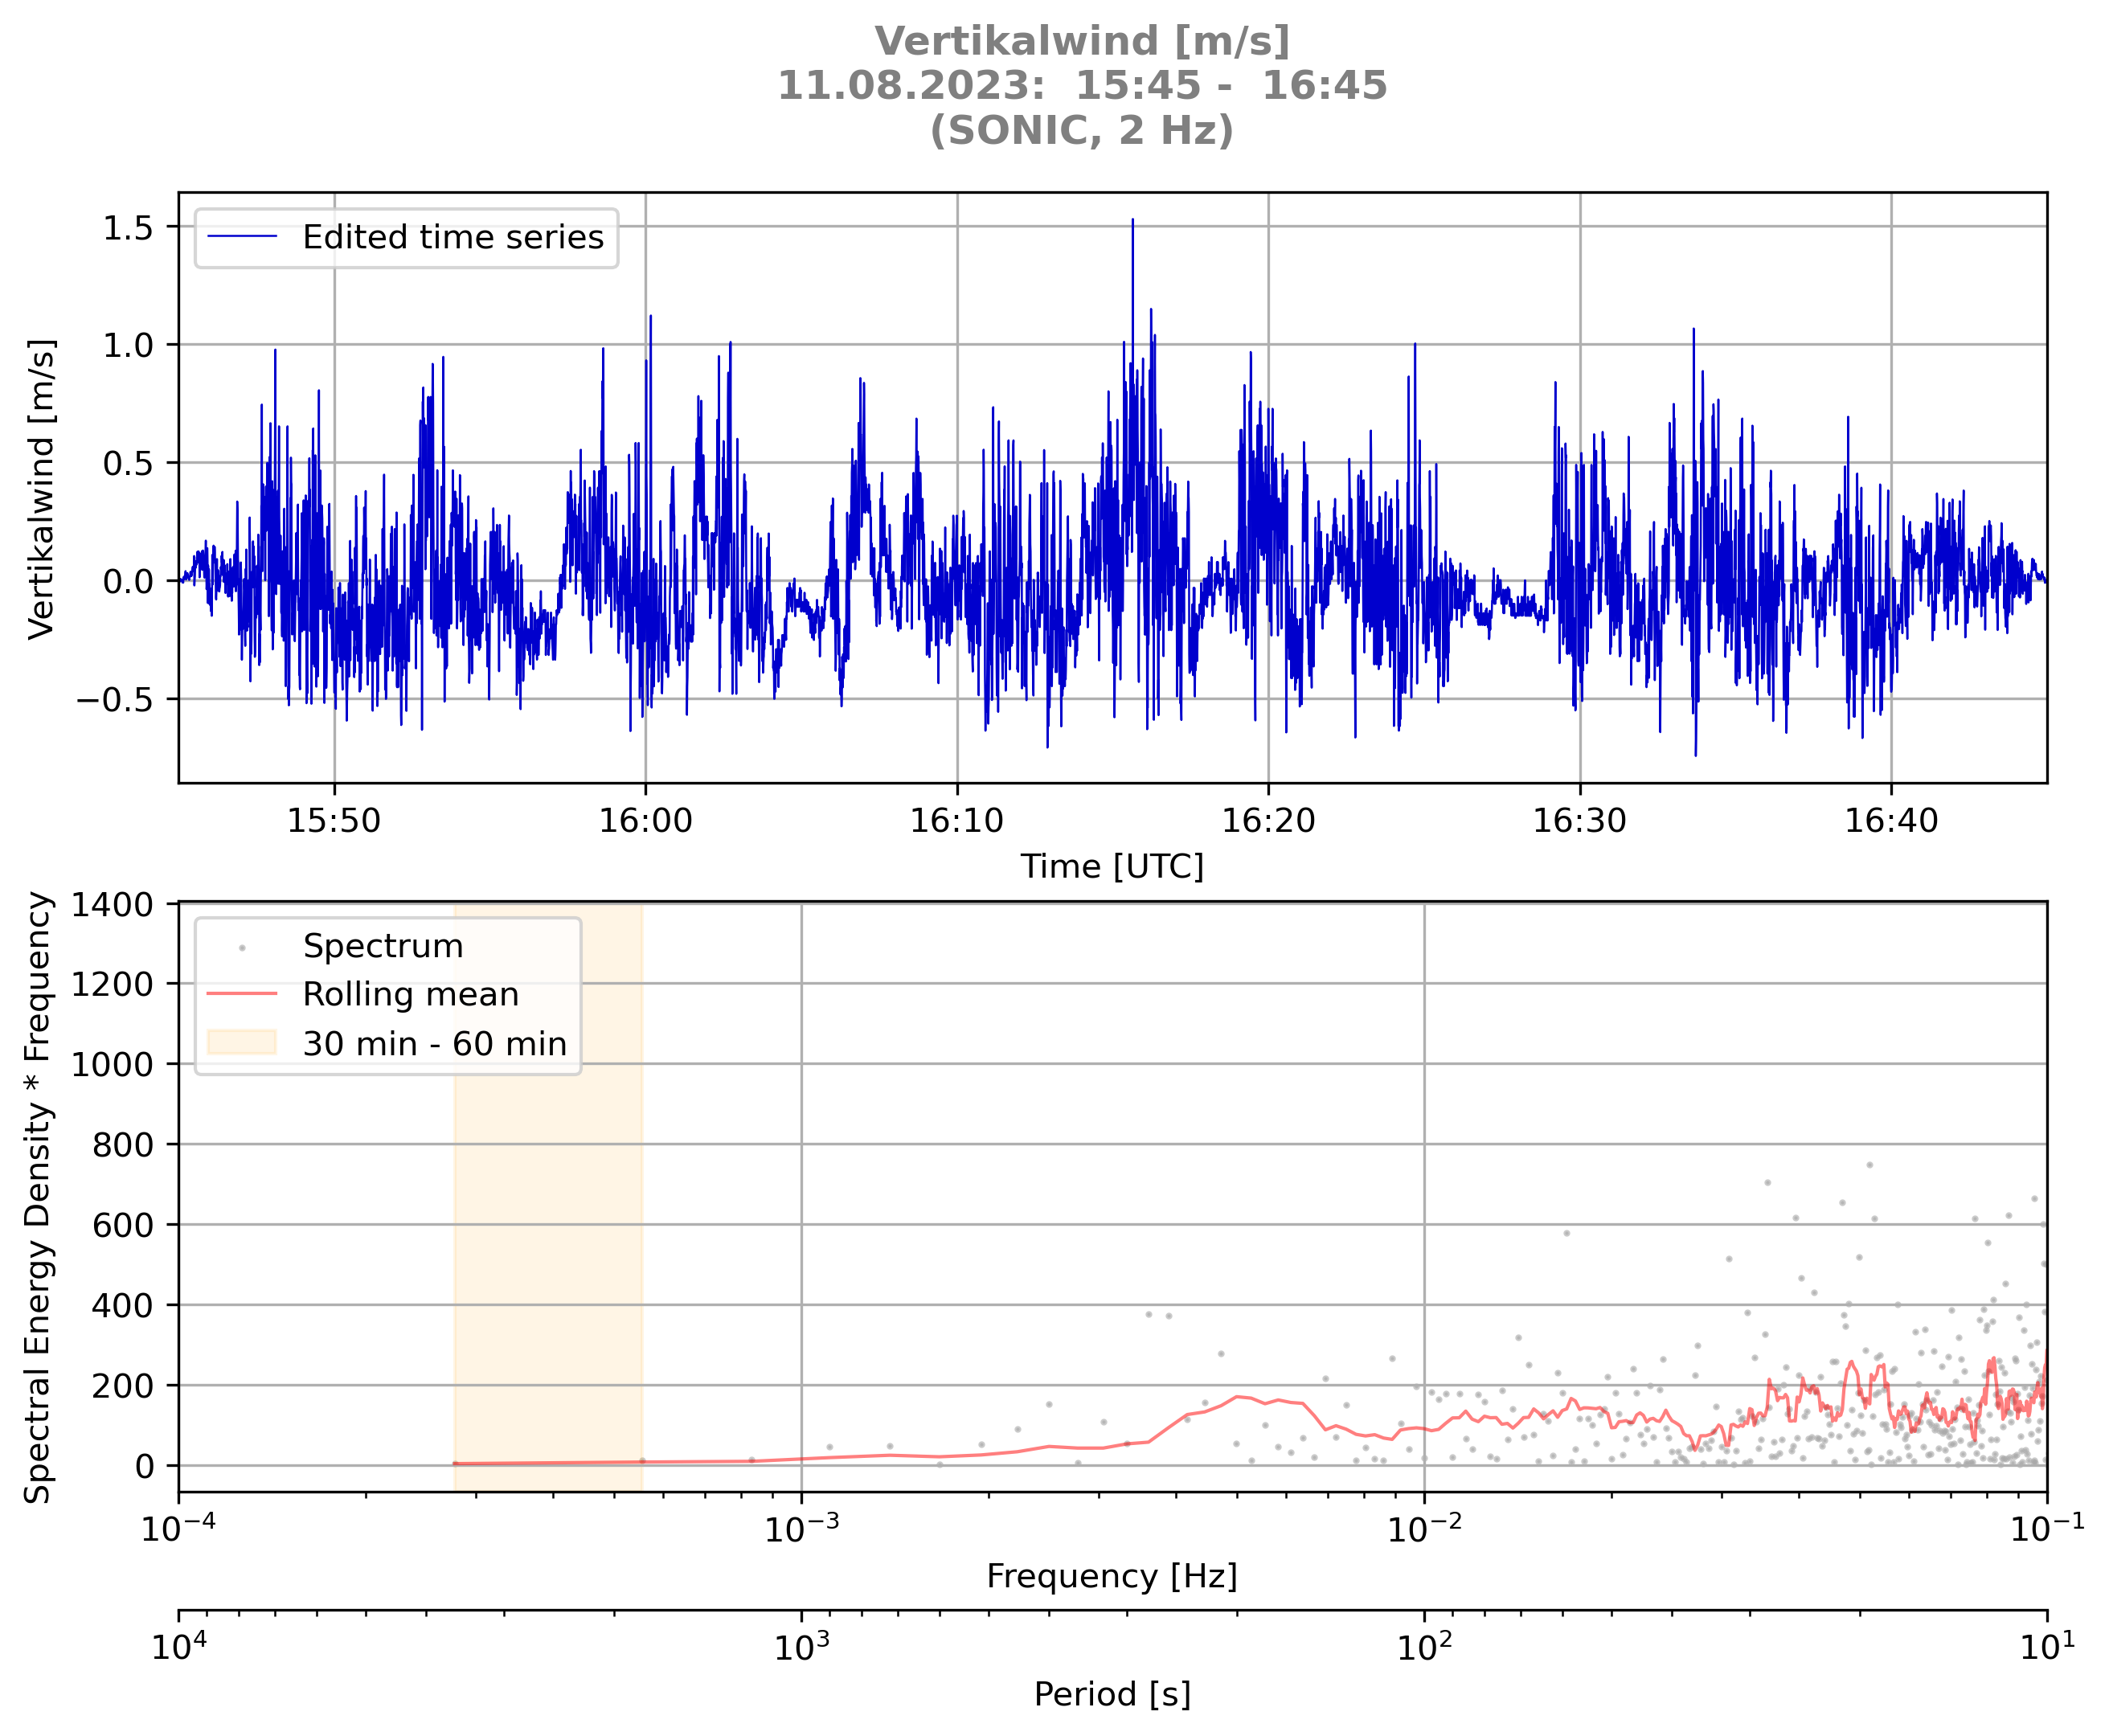 Vertikalwind [m/s]
11.08.2023:  15:45 -  16:45
(SONIC, 2 Hz)
Edited time series
Vertikalwind [m/s]
1.5
1.0
0.5
0.0
−0.5
15:50 16:00 16:10 16:20 16:30 16:40
Time [UTC]
Spectrum
Rolling mean
30 min - 60 min
Spectral Energy Density * Frequency
1400
1200
1000
800
600
400
200
0
10⁻⁴ 10⁻³ 10⁻² 10⁻¹
Frequency [Hz]
10⁴ 10³ 10² 10¹
Period [s]